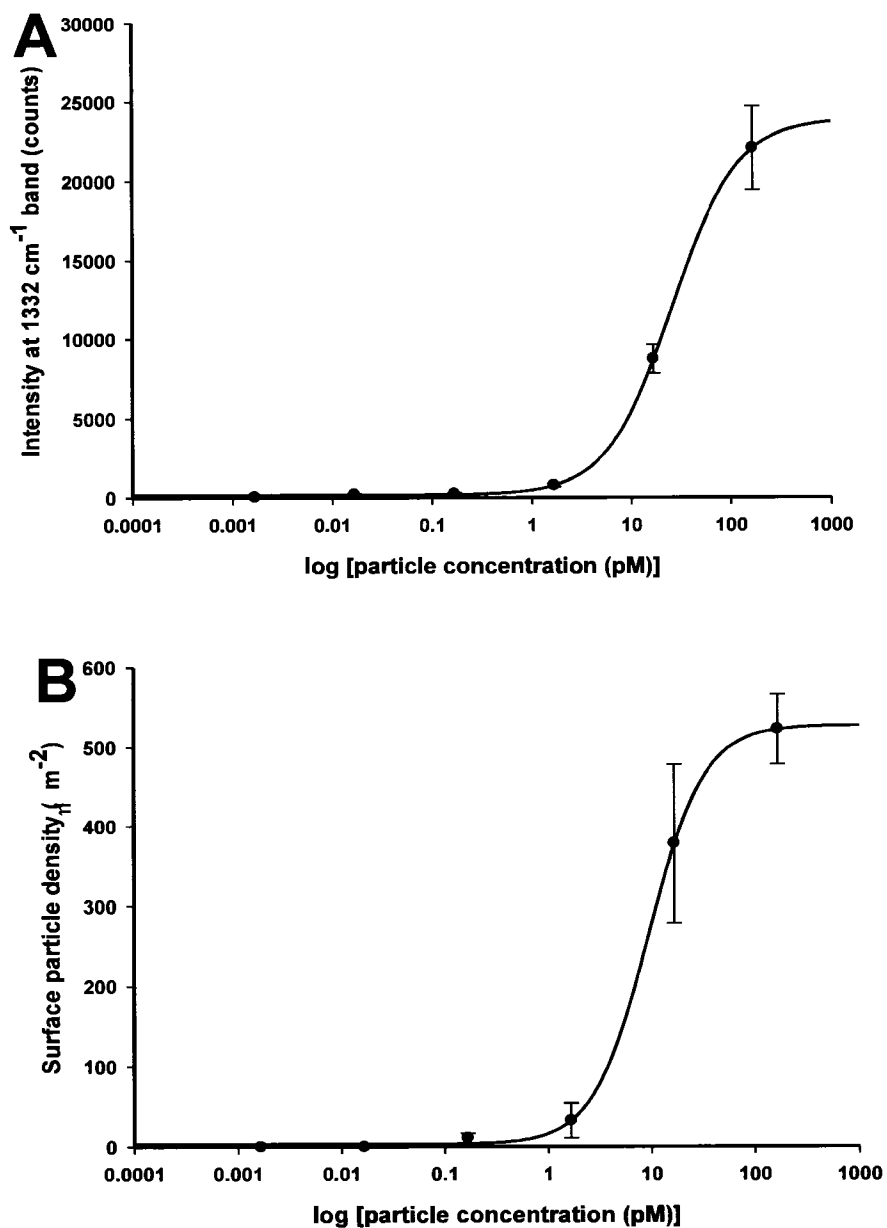 A
Intensity at 1332 cm⁻¹ band (counts)
30000
25000
20000
15000
10000
5000
0
0.0001 0.001 0.01 0.1 1 10 100 1000
log [particle concentration (pM)]
B
Surface particle density ( m⁻²)
600
500
400
300
200
100
0
0.0001 0.001 0.01 0.1 1 10 100 1000
log [particle concentration (pM)]